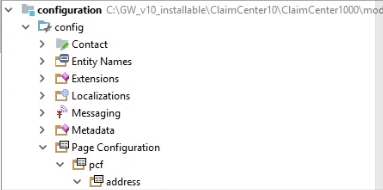 configuration C:\GW_v10_installable\ClaimCenter10\ClaimCenter1000\mod
config
Contact
Entity Names
Extensions
Localizations
Messaging
Metadata
Page Configuration
pcf
address